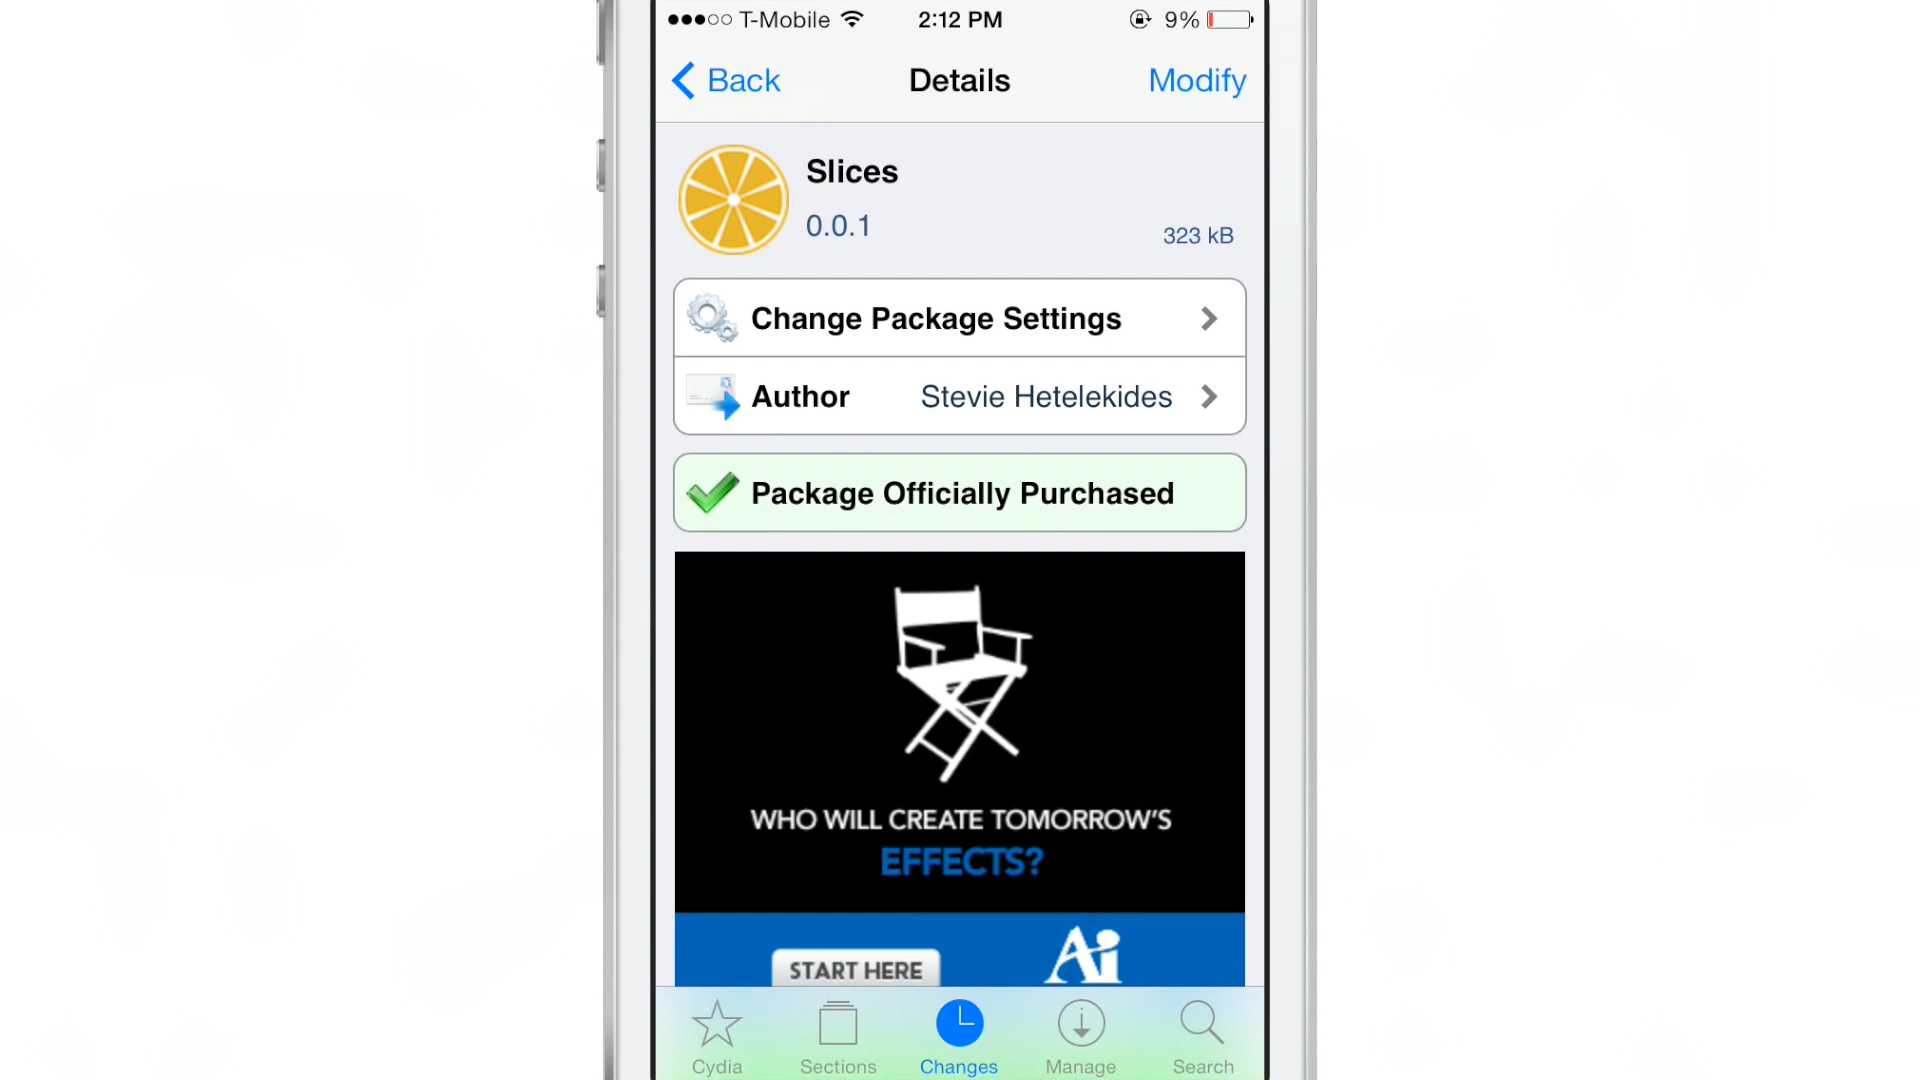 T-Mobile 2:12 PM 9%
Back Details Modify
Slices
0.0.1
323 kB
Change Package Settings
Author Stevie Hetelekides
Package Officially Purchased
WHO WILL CREATE TOMORROW'S
EFFECTS?
START HERE Ai
Cydia Sections Changes Manage Search